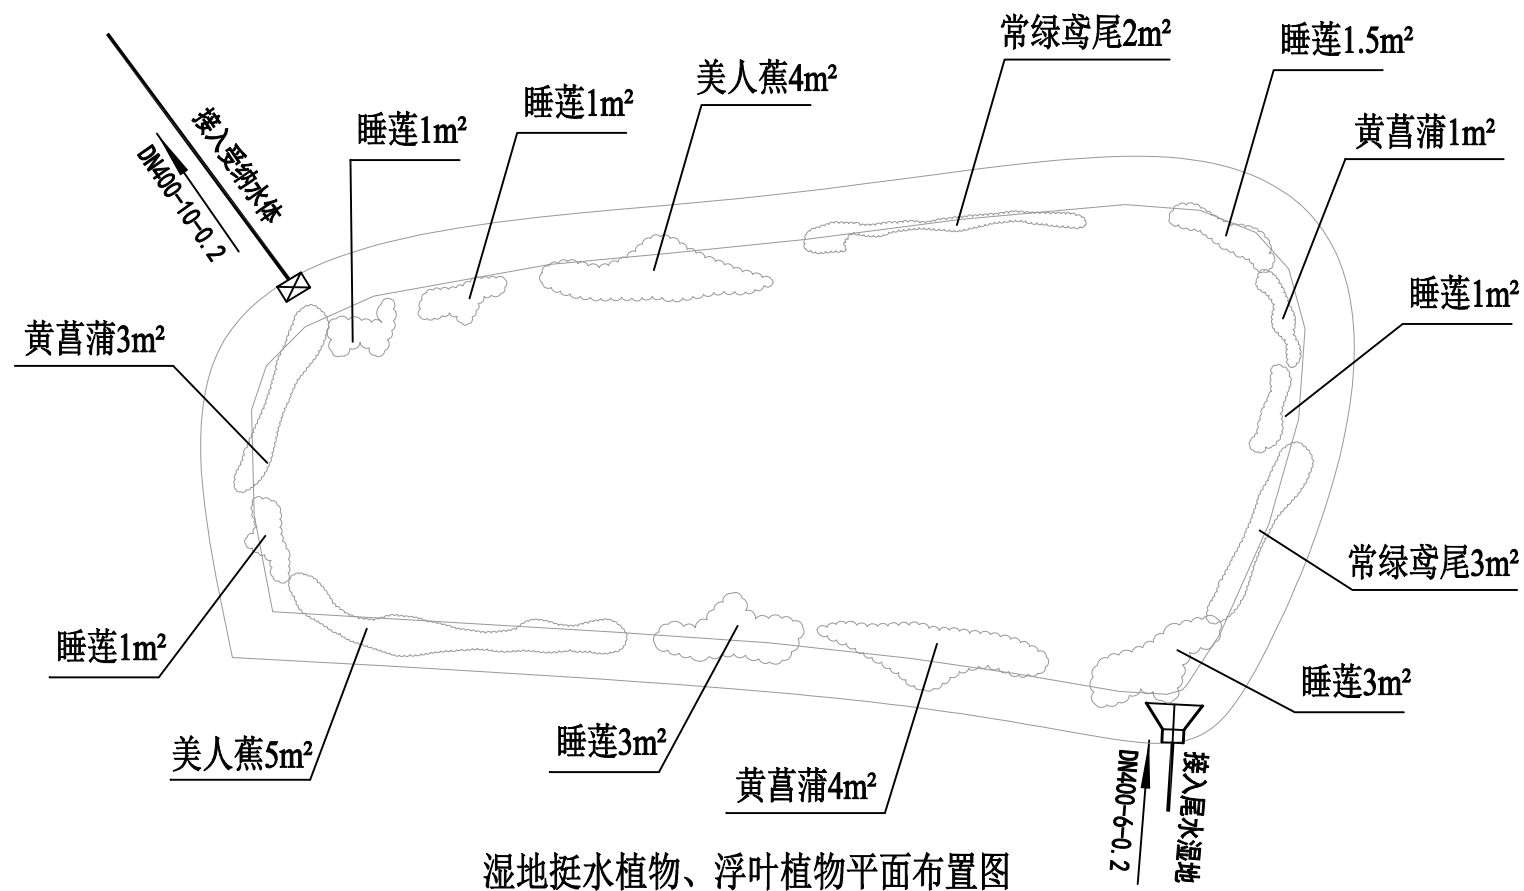 常绿鸢尾2m²
睡莲1.5m²
美人蕉4m²
睡莲1m²
睡莲1m²
黄菖蒲1m²
接入受纳水体
DN400-10-0.2
睡莲1m²
黄菖蒲3m²
常绿鸢尾3m²
睡莲1m²
睡莲3m²
美人蕉5m²
睡莲3m²
黄菖蒲4m²
DN400-6-0.2
接入尾水湿地
湿地挺水植物、浮叶植物平面布置图